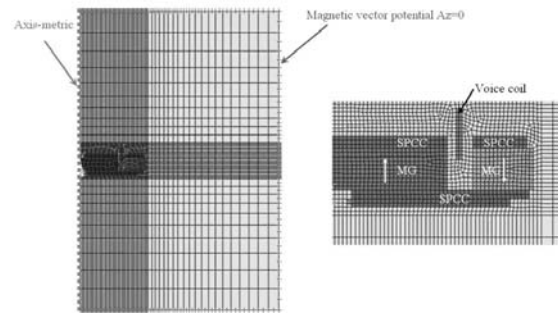 Axis-metric
Magnetic vector potential Az=0
Voice coil
SPCC
SPCC
MG
MG
SPCC